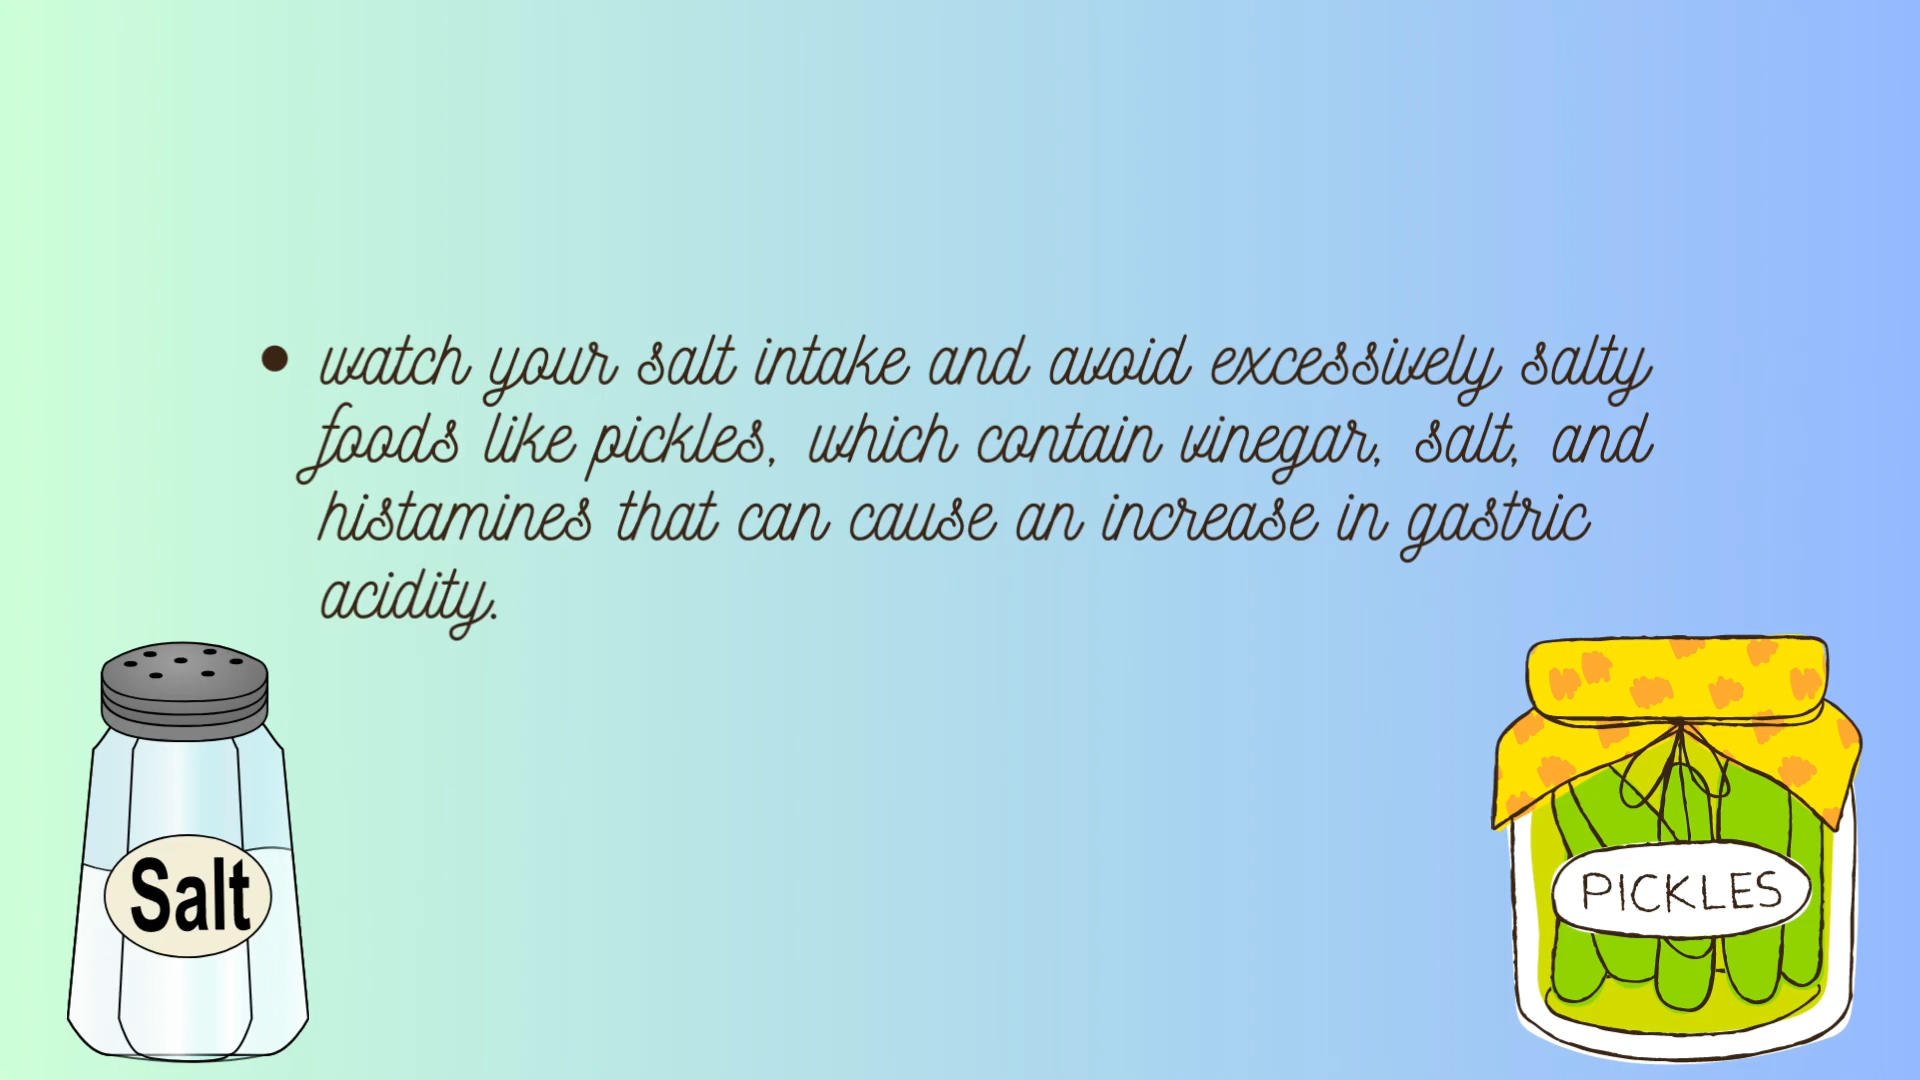 • watch your salt intake and avoid excessively salty
foods like pickles, which contain vinegar, salt, and
histamines that can cause an increase in gastric
acidity.
Salt
PICKLES